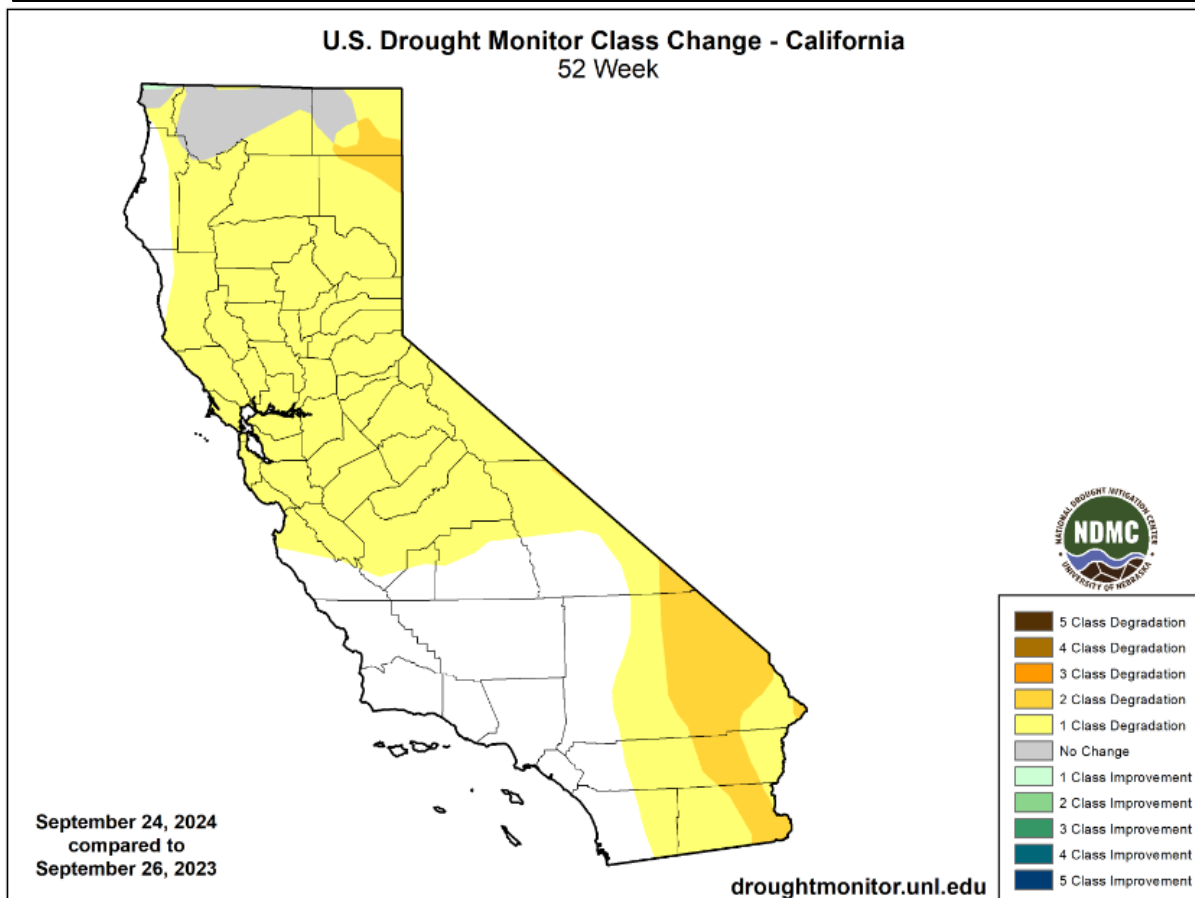 U.S. Drought Monitor Class Change - California
52 Week
NATIONAL DROUGHT MITIGATION CENTER
NDMC
UNIVERSITY OF NEBRASKA
5 Class Degradation
4 Class Degradation
3 Class Degradation
2 Class Degradation
1 Class Degradation
No Change
1 Class Improvement
2 Class Improvement
3 Class Improvement
4 Class Improvement
5 Class Improvement
September 24, 2024
compared to
September 26, 2023
droughtmonitor.unl.edu